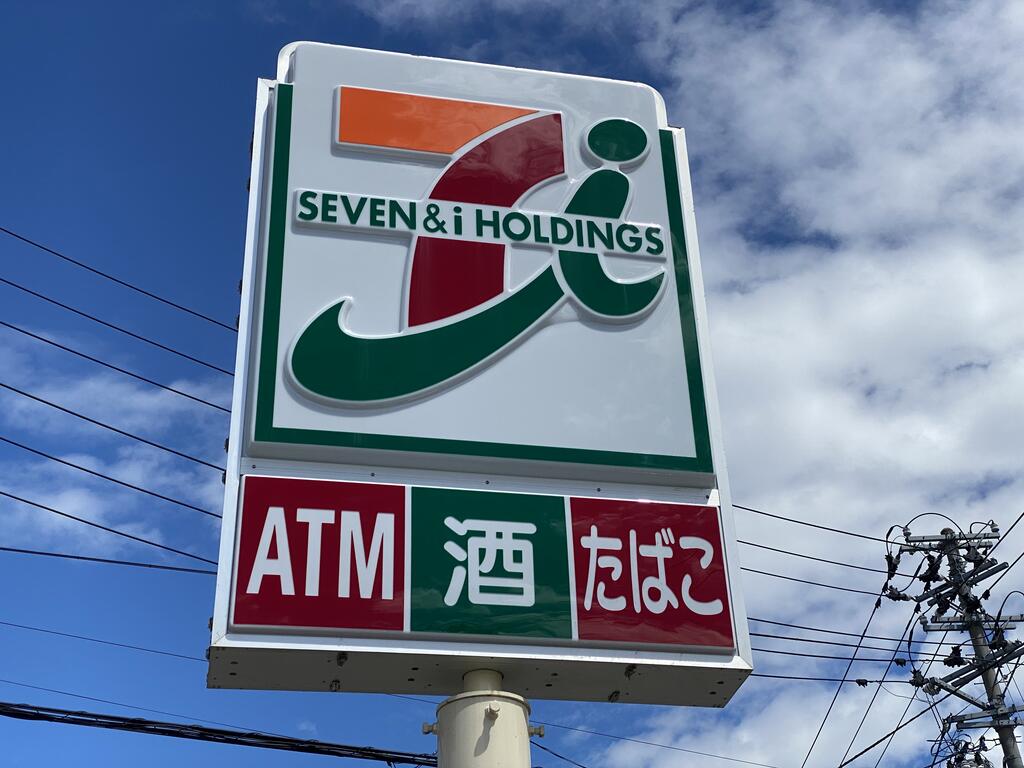 SEVEN&i HOLDINGS
ATM 酒 たばこ